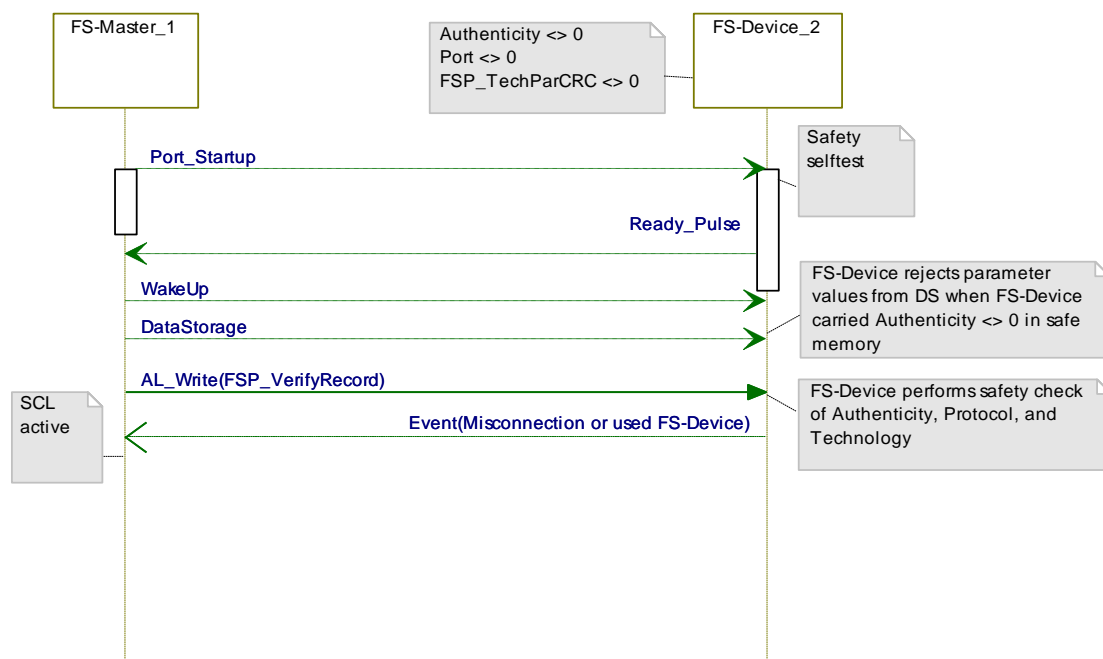 FS-Master_1
Authenticity <> 0
Port <> 0
FSP_TechParCRC <> 0
FS-Device_2
Port_Startup
Safety
selftest
Ready_Pulse
WakeUp
FS-Device rejects parameter
values from DS when FS-Device
carried Authenticity <> 0 in safe
memory
DataStorage
AL_Write(FSP_VerifyRecord)
FS-Device performs safety check
of Authenticity, Protocol, and
Technology
SCL
active
Event(Misconnection or used FS-Device)